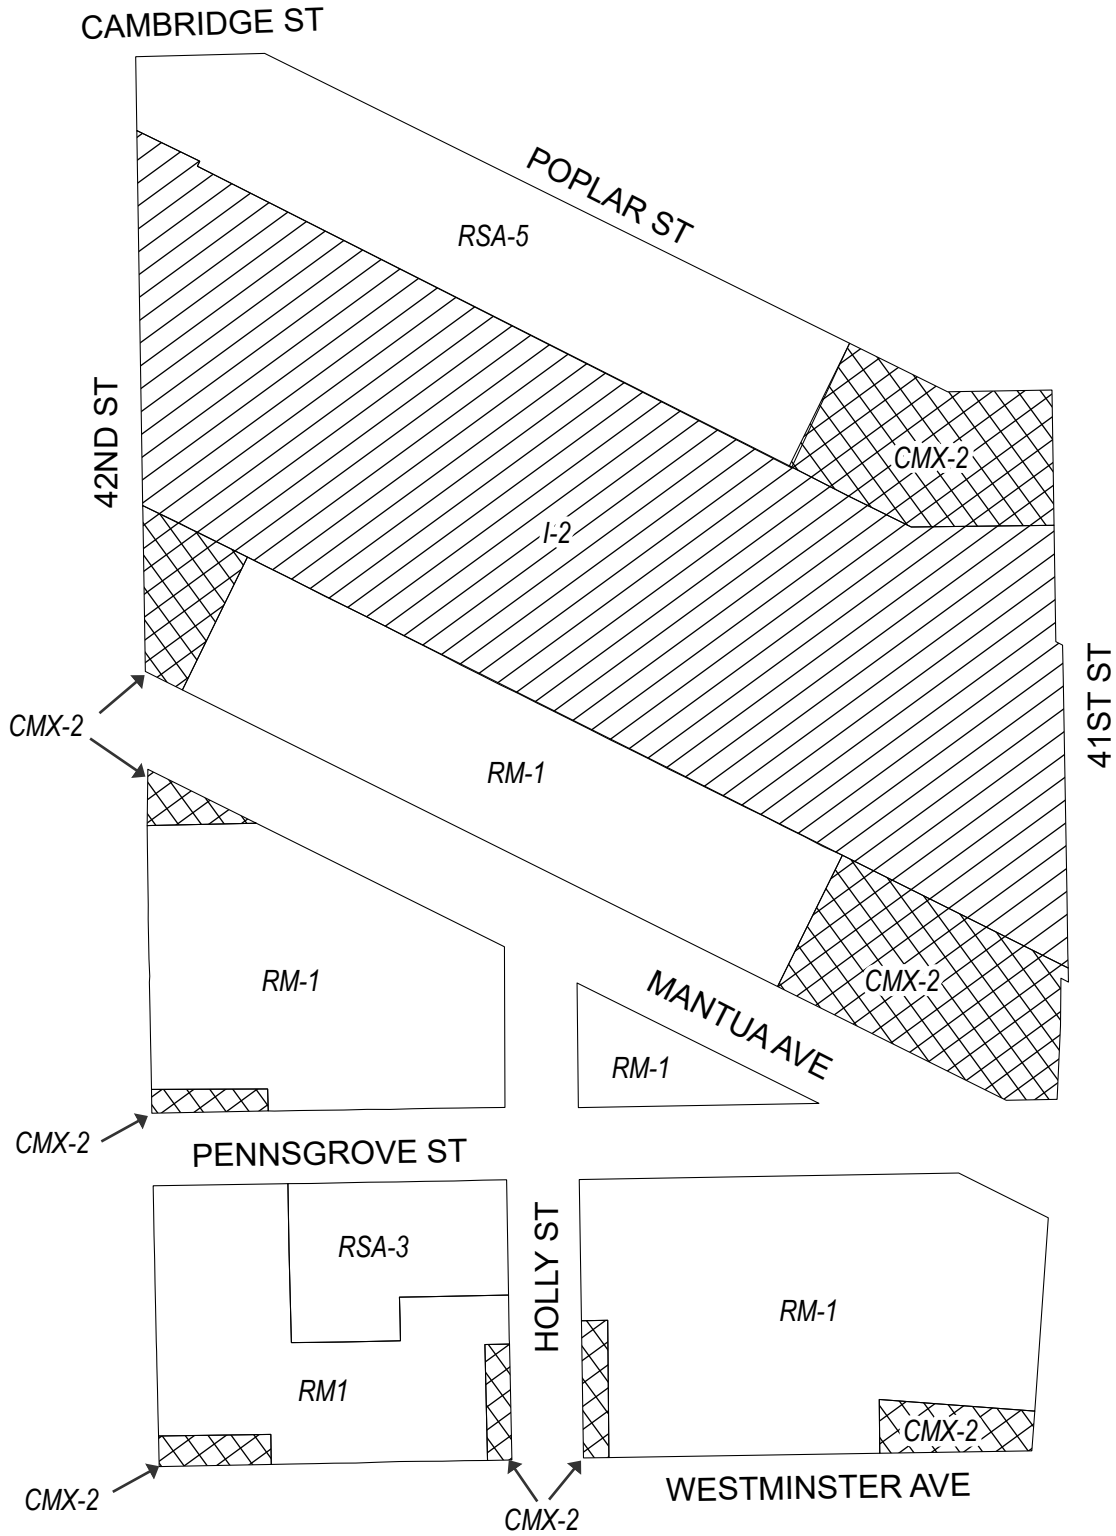 CAMBRIDGE ST
POPLAR ST
RSA-5
42ND ST
CMX-2
I-2
41ST ST
CMX-2
RM-1
RM-1
CMX-2
MANTUA AVE
RM-1
CMX-2
PENNSGROVE ST
RSA-3
HOLLY ST
RM-1
RM1
CMX-2
CMX-2
CMX-2
WESTMINSTER AVE